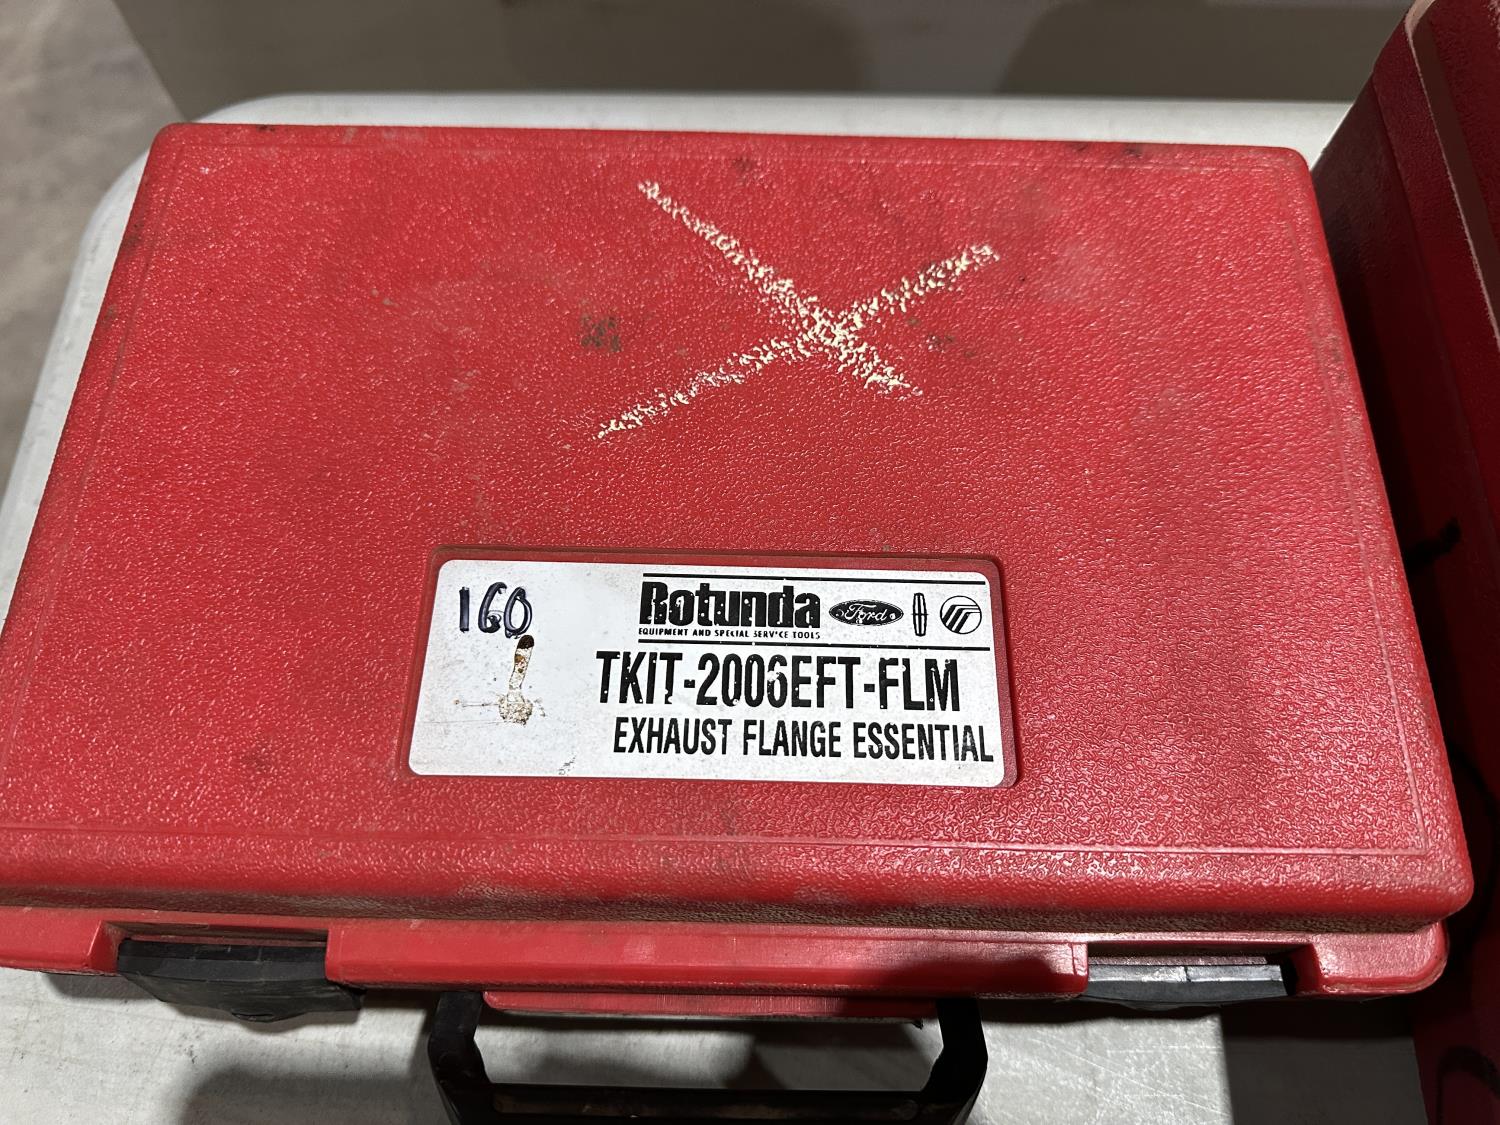 160
Rotunda Ford
EQUIPMENT AND SPECIAL SERVICE TOOLS
TKIT-2006EFT-FLM
EXHAUST FLANGE ESSENTIAL